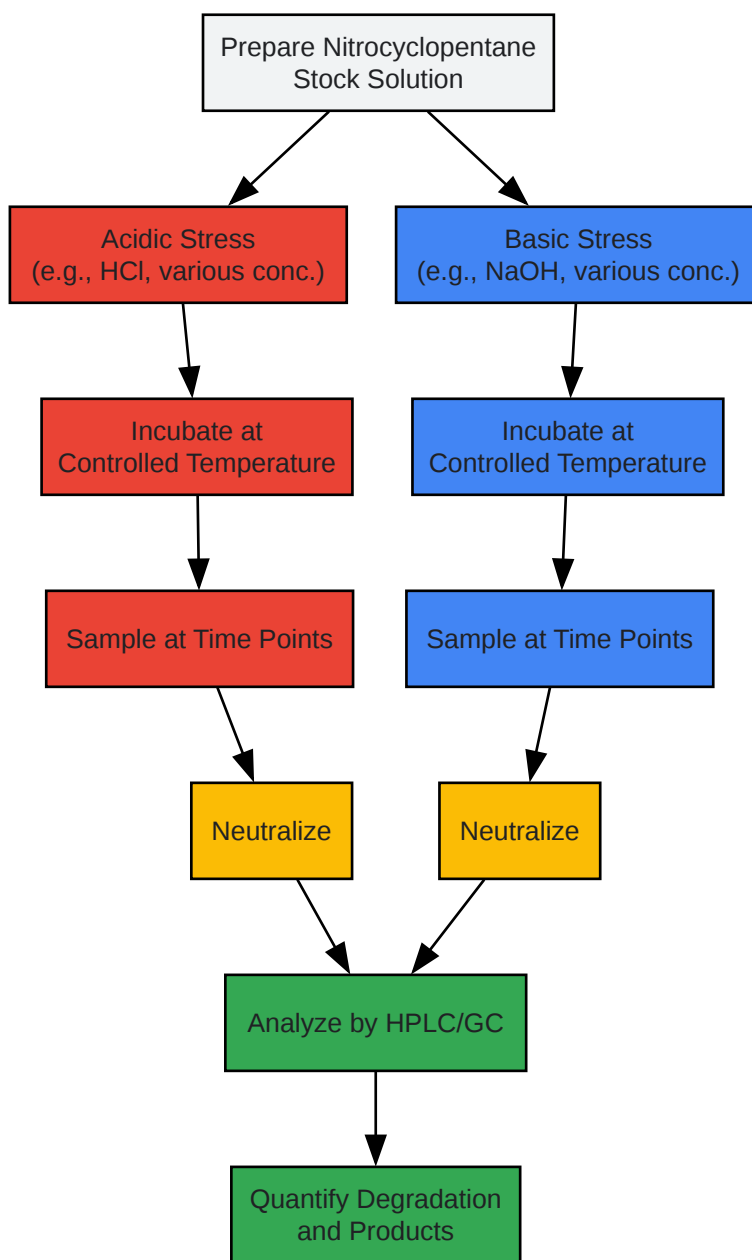 Prepare Nitrocyclopentane
Stock Solution
Acidic Stress
(e.g., HCl, various conc.)
Basic Stress
(e.g., NaOH, various conc.)
Incubate at
Controlled Temperature
Incubate at
Controlled Temperature
Sample at Time Points
Sample at Time Points
Neutralize
Neutralize
Analyze by HPLC/GC
Quantify Degradation
and Products